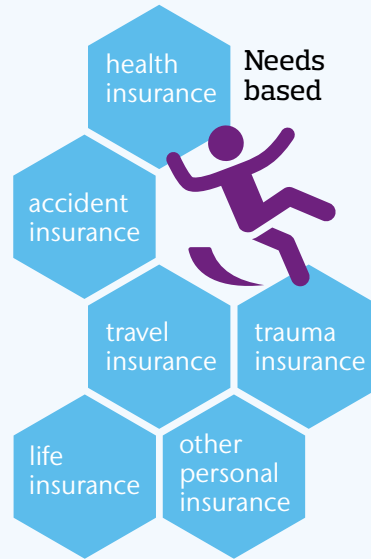 health
insurance
Needs
based
accident
insurance
travel
insurance
trauma
insurance
life
insurance
other
personal
insurance